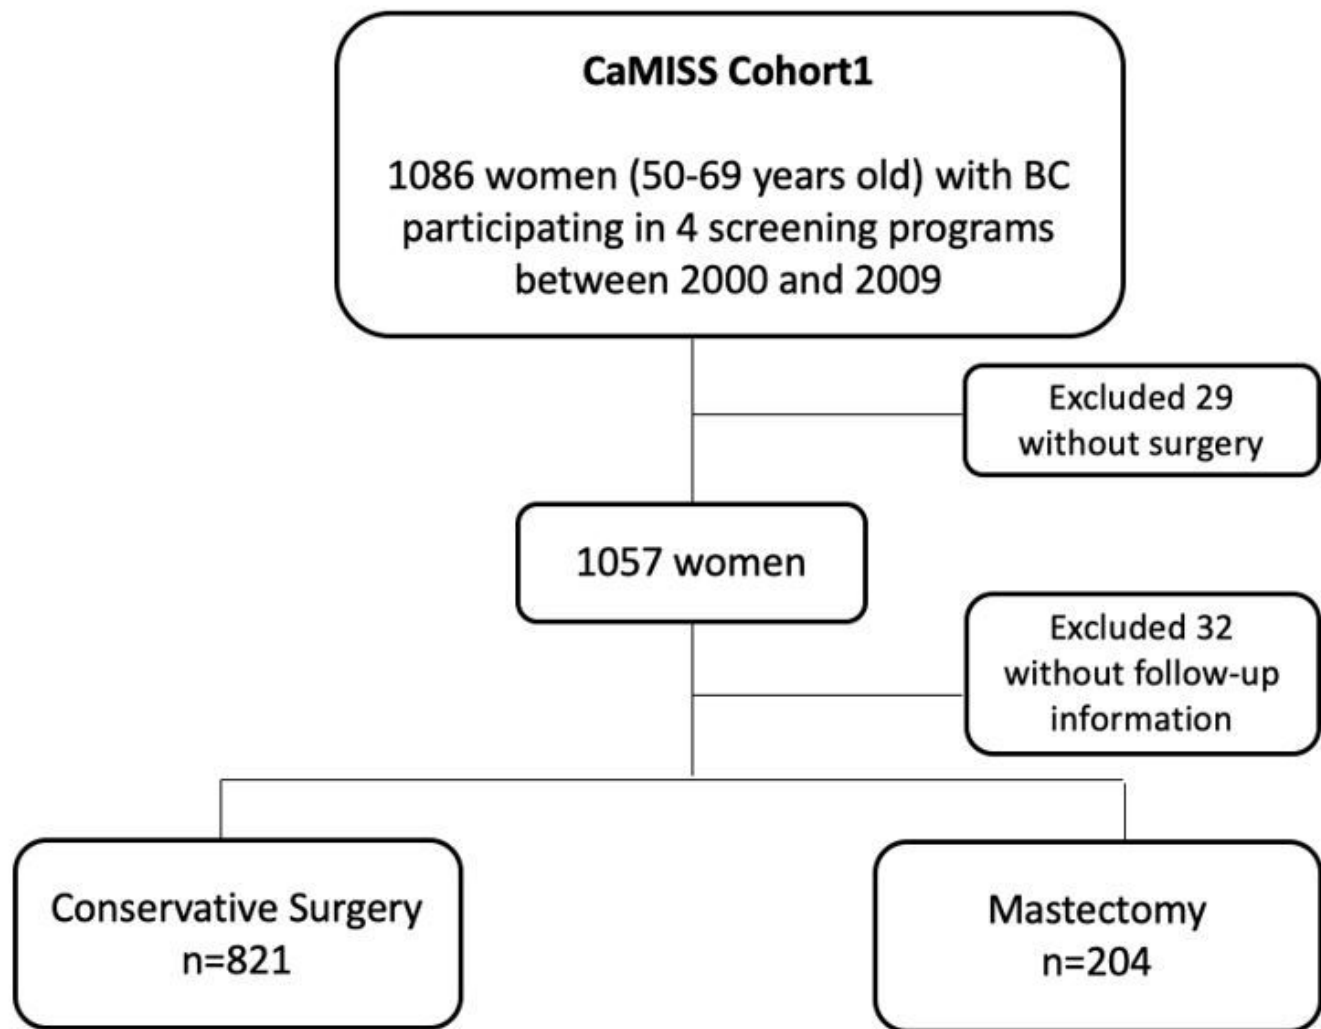 CaMISS Cohort1
1086 women (50-69 years old) with BC
participating in 4 screening programs
between 2000 and 2009
Excluded 29
without surgery
1057 women
Excluded 32
without follow-up
information
Conservative Surgery
n=821
Mastectomy
n=204